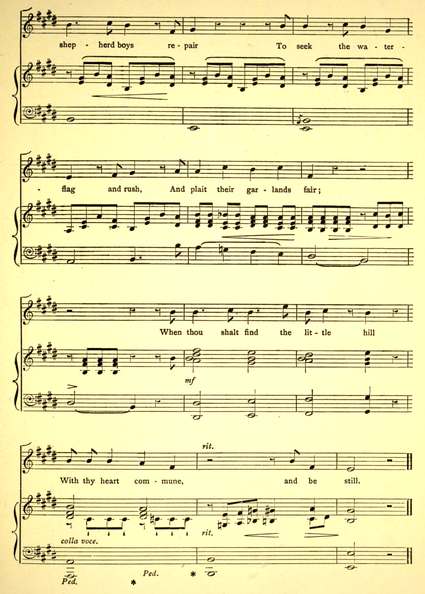 shep - herd boys re - pair To seek the wa - ter -
- flag and rush, And plait their gar - lands fair;
When thou shalt find the lit - tle hill
mf
rit.
With thy heart com - mune, and be still.
colla voce. rit.
Ped. * Ped. *